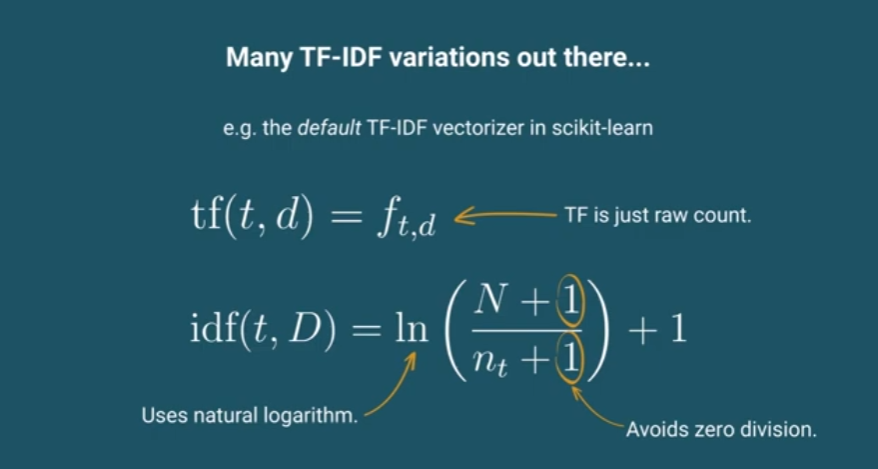 Many TF-IDF variations out there...
e.g. the default TF-IDF vectorizer in scikit-learn
tf(t, d) = f_{t,d}
TF is just raw count.
idf(t, D) = ln ( \frac{N + 1}{n_t + 1} ) + 1
Uses natural logarithm.
Avoids zero division.